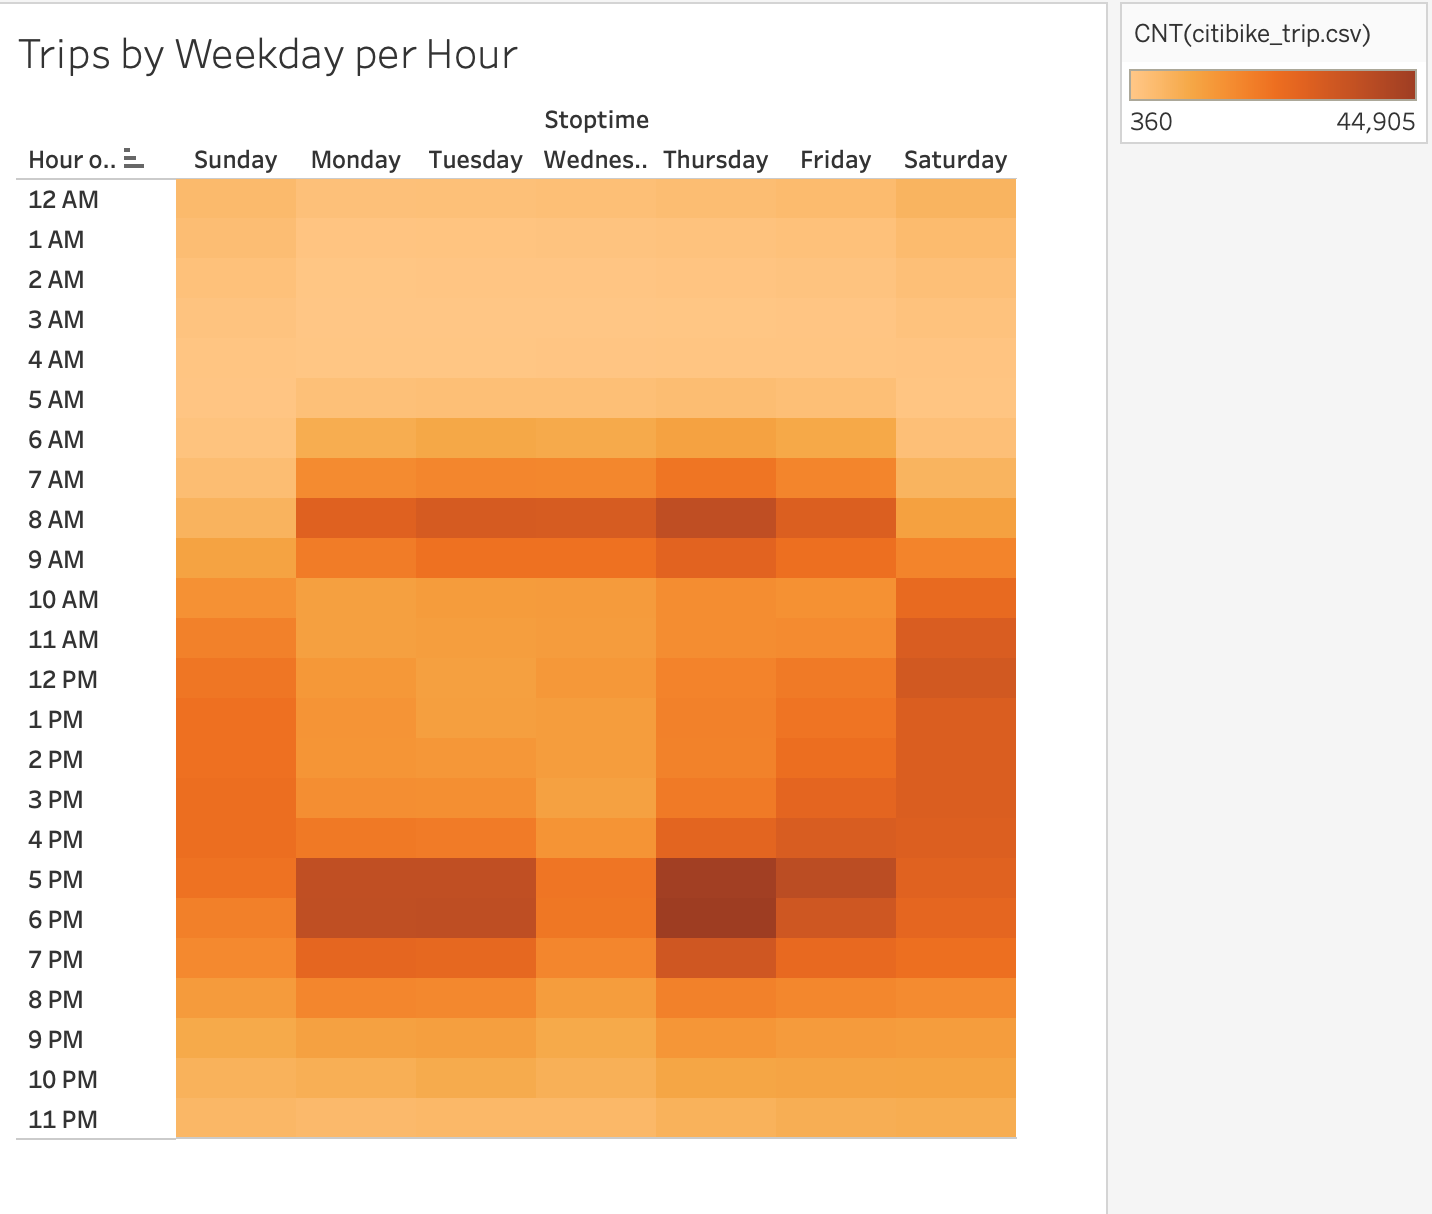 Trips by Weekday per Hour
Stoptime
Hour o.. Sunday Monday Tuesday Wednes.. Thursday Friday Saturday
12 AM
1 AM
2 AM
3 AM
4 AM
5 AM
6 AM
7 AM
8 AM
9 AM
10 AM
11 AM
12 PM
1 PM
2 PM
3 PM
4 PM
5 PM
6 PM
7 PM
8 PM
9 PM
10 PM
11 PM
CNT(citibike_trip.csv)
360 44,905